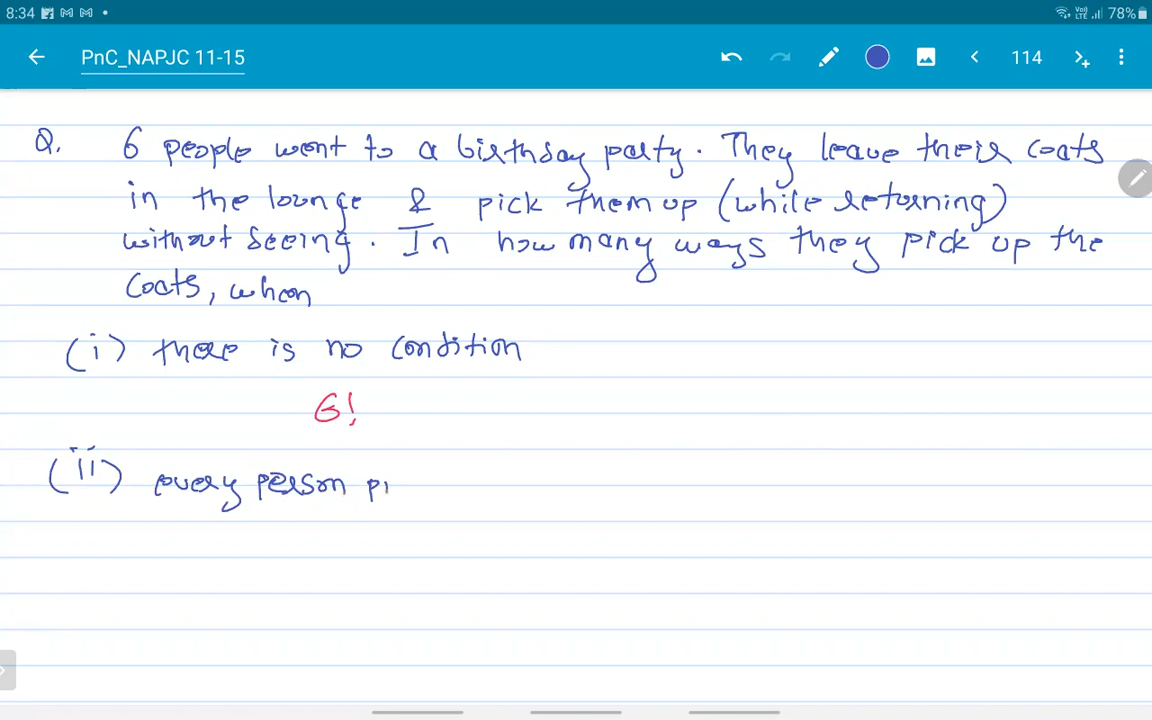 8:34 78%
PnC_NAPJC 11-15 114
Q. 6 people went to a birthday party. They leave their coats
in the lounge & pick them up (while returning)
without seeing. In how many ways they pick up the
coats, when
(i) there is no condition
6!
(ii) every person pi